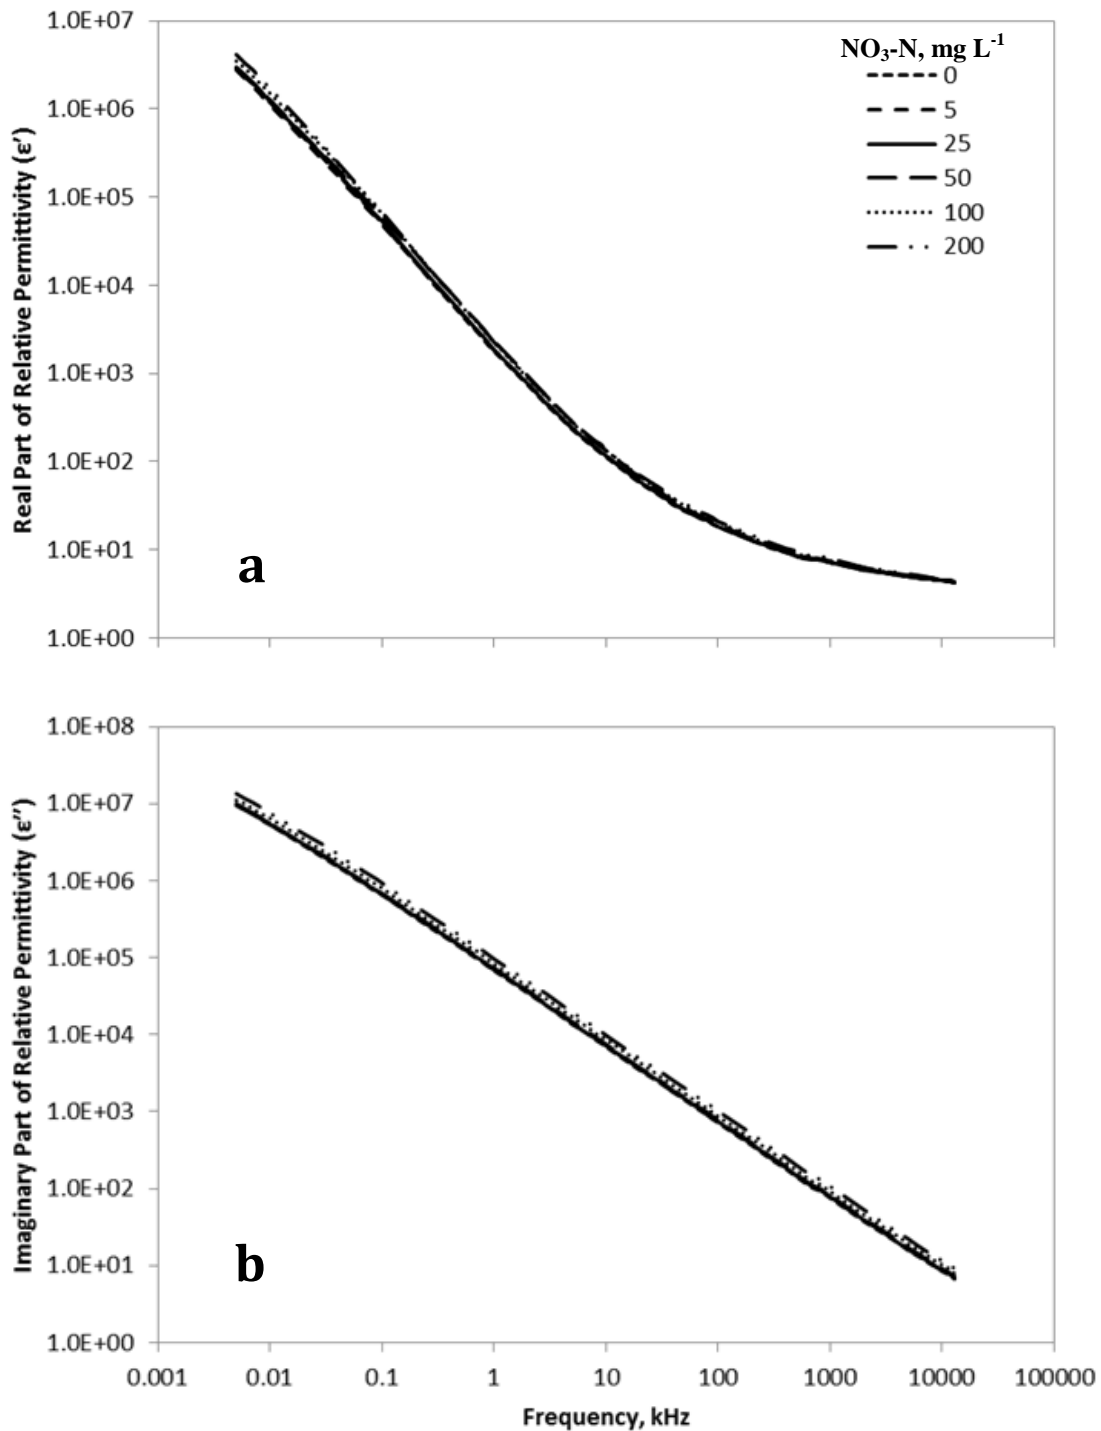 1.0E+07
NO₃-N, mg L⁻¹
0
1.0E+06
5
25
50
1.0E+05
100
200
1.0E+04
1.0E+03
1.0E+02
1.0E+01
1.0E+00
Real Part of Relative Permittivity (ε′)
a
1.0E+08
1.0E+07
1.0E+06
1.0E+05
1.0E+04
1.0E+03
1.0E+02
1.0E+01
1.0E+00
Imaginary Part of Relative Permittivity (ε″)
b
0.001 0.01 0.1 1 10 100 1000 10000 100000
Frequency, kHz